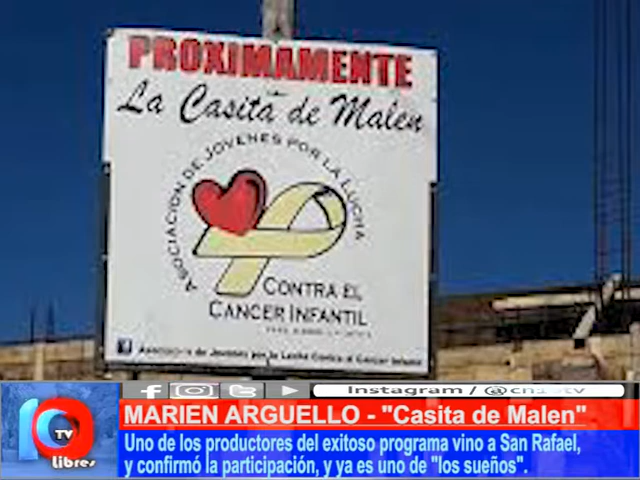 PROXIMAMENTE
La Casita de Malen
ASOCIACION DE JOVENES POR LA LUCHA
CONTRA EL
CANCER INFANTIL
Asociacion de Jovenes por la Lucha Contra el Cancer Infantil
Instagram /
10
TV
libres
MARIEN ARGUELLO - "Casita de Malen"
Uno de los productores del exitoso programa vino a San Rafael,
y confirmó la participación, y ya es uno de "los sueños".